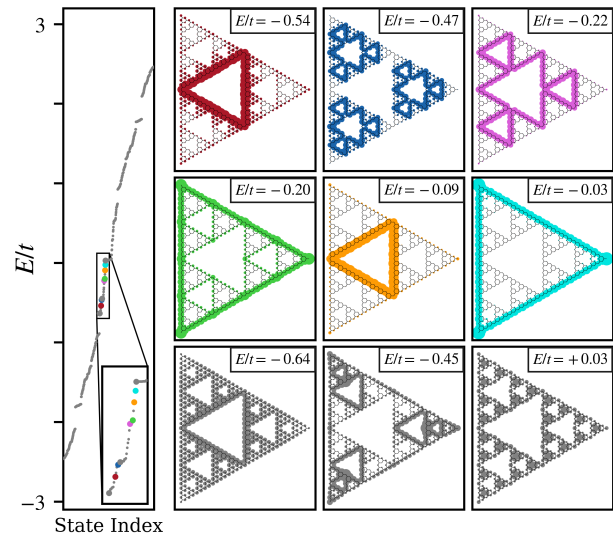 3
E/t
−3
State Index
E/t = −0.54
E/t = −0.47
E/t = −0.22
E/t = −0.20
E/t = −0.09
E/t = −0.03
E/t = −0.64
E/t = −0.45
E/t = +0.03